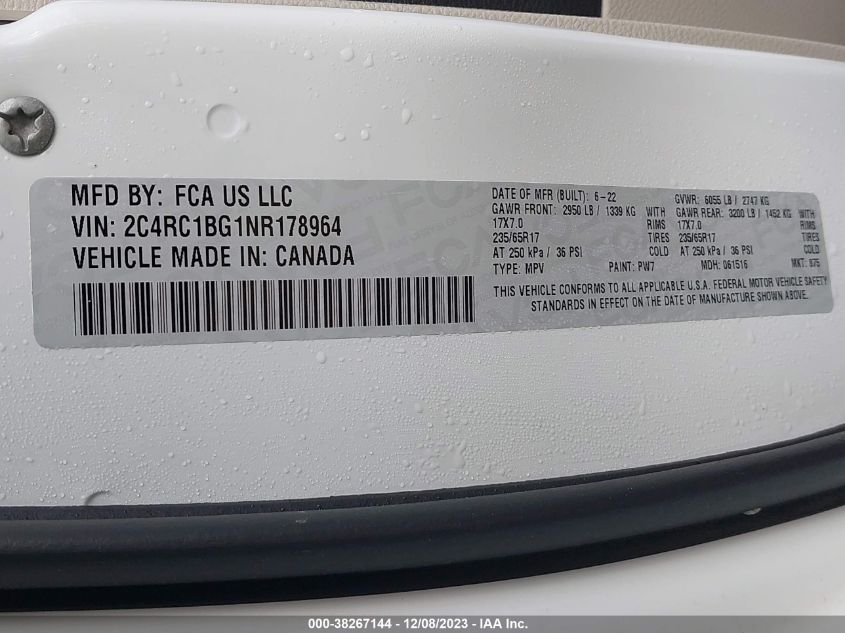 MFD BY: FCA US LLC
VIN: 2C4RC1BG1NR178964
VEHICLE MADE IN: CANADA
DATE OF MFR (BUILT): 6-22 GVWR: 6055 LB / 2747 KG
GAWR FRONT: 2950 LB / 1339 KG WITH GAWR REAR: 3200 LB / 1452 KG WITH
17X7.0 RIMS 17X7.0 RIMS
235/65R17 TIRES 235/65R17 TIRES
AT 250 kPa / 36 PSI COLD AT 250 kPa / 36 PSI COLD
TYPE: MPV PAINT: PW7 MDH: 061516 MKT: 875
THIS VEHICLE CONFORMS TO ALL APPLICABLE U.S.A. FEDERAL MOTOR VEHICLE SAFETY
STANDARDS IN EFFECT ON THE DATE OF MANUFACTURE SHOWN ABOVE.
000-38267144 - 12/08/2023 - IAA Inc.